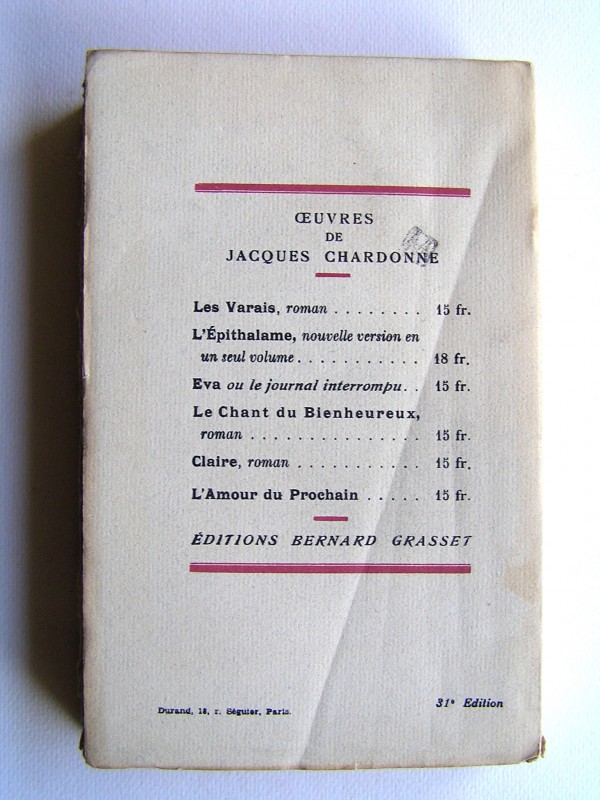 ŒUVRES
DE
JACQUES CHARDONNE
Les Varais, roman . . . . . . . . 15 fr.
L'Épithalame, nouvelle version en
un seul volume . . . . . . . . . . . 18 fr.
Eva ou le journal interrompu. . 15 fr.
Le Chant du Bienheureux,
roman . . . . . . . . . . . . . . . 15 fr.
Claire, roman . . . . . . . . . . . 15 fr.
L'Amour du Prochain . . . . . 15 fr.
ÉDITIONS BERNARD GRASSET
31e Edition
Durand, 18, r. Séguier, Paris.